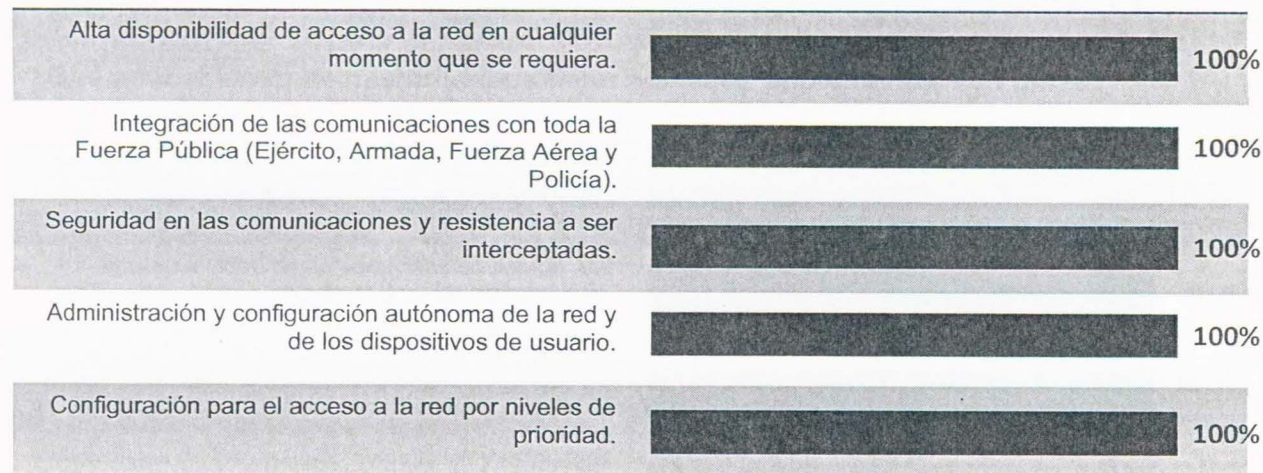 Alta disponibilidad de acceso a la red en cualquier
momento que se requiera.
100%
Integración de las comunicaciones con toda la
Fuerza Pública (Ejército, Armada, Fuerza Aérea y
Policía).
100%
Seguridad en las comunicaciones y resistencia a ser
interceptadas.
100%
Administración y configuración autónoma de la red y
de los dispositivos de usuario.
100%
Configuración para el acceso a la red por niveles de
prioridad.
100%